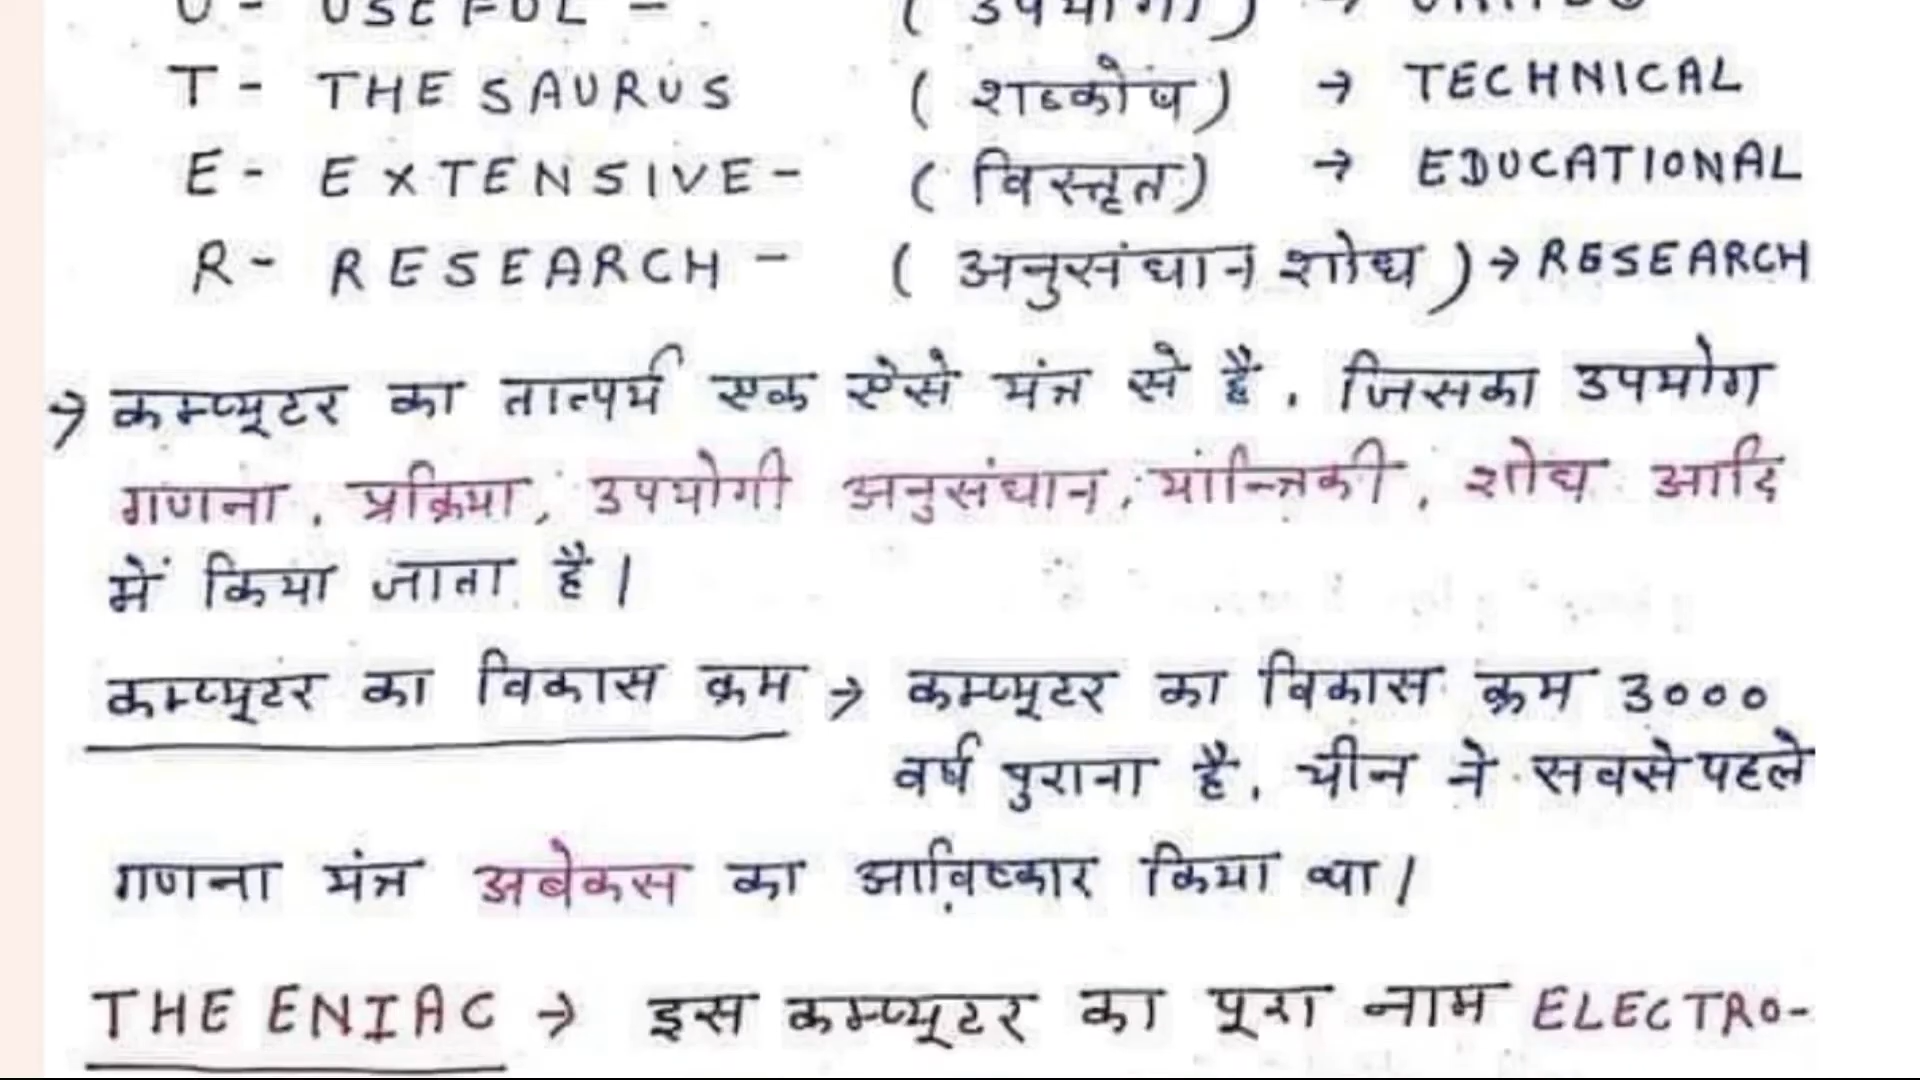 U - USEFUL - ( उपयोगी ) →
T - THESAURUS ( शब्दकोष ) → TECHNICAL
E - EXTENSIVE - ( विस्तृत ) → EDUCATIONAL
R - RESEARCH - ( अनुसंधान शोध ) → RESEARCH
→ कम्प्यूटर का तात्पर्य एक ऐसे यंत्र से है, जिसका उपयोग
गणना, प्रक्रिया, उपयोगी अनुसंधान, यान्त्रिकी, शोध आदि
में किया जाता है।
कम्प्यूटर का विकास क्रम → कम्प्यूटर का विकास क्रम 3000
वर्ष पुराना है, चीन ने सबसे पहले
गणना यंत्र अबेकस का आविष्कार किया था।
THE ENIAC → इस कम्प्यूटर का पूरा नाम ELECTRO-